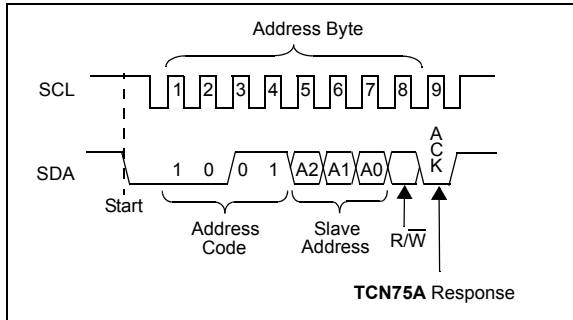 Address Byte
SCL 1 2 3 4 5 6 7 8 9
SDA 1 0 0 1 A2 A1 A0 ACK
Start
Address Code
Slave Address
R/W̅
TCN75A Response